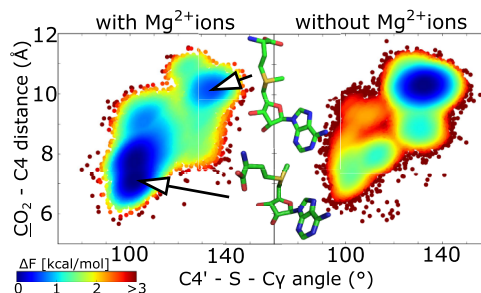 with Mg²⁺ions without Mg²⁺ions
CO₂ - C4 distance (Å)
12
10
8
6
100 140 100 140
ΔF [kcal/mol]
0 1 2 >3
C4' - S - Cγ angle (°)